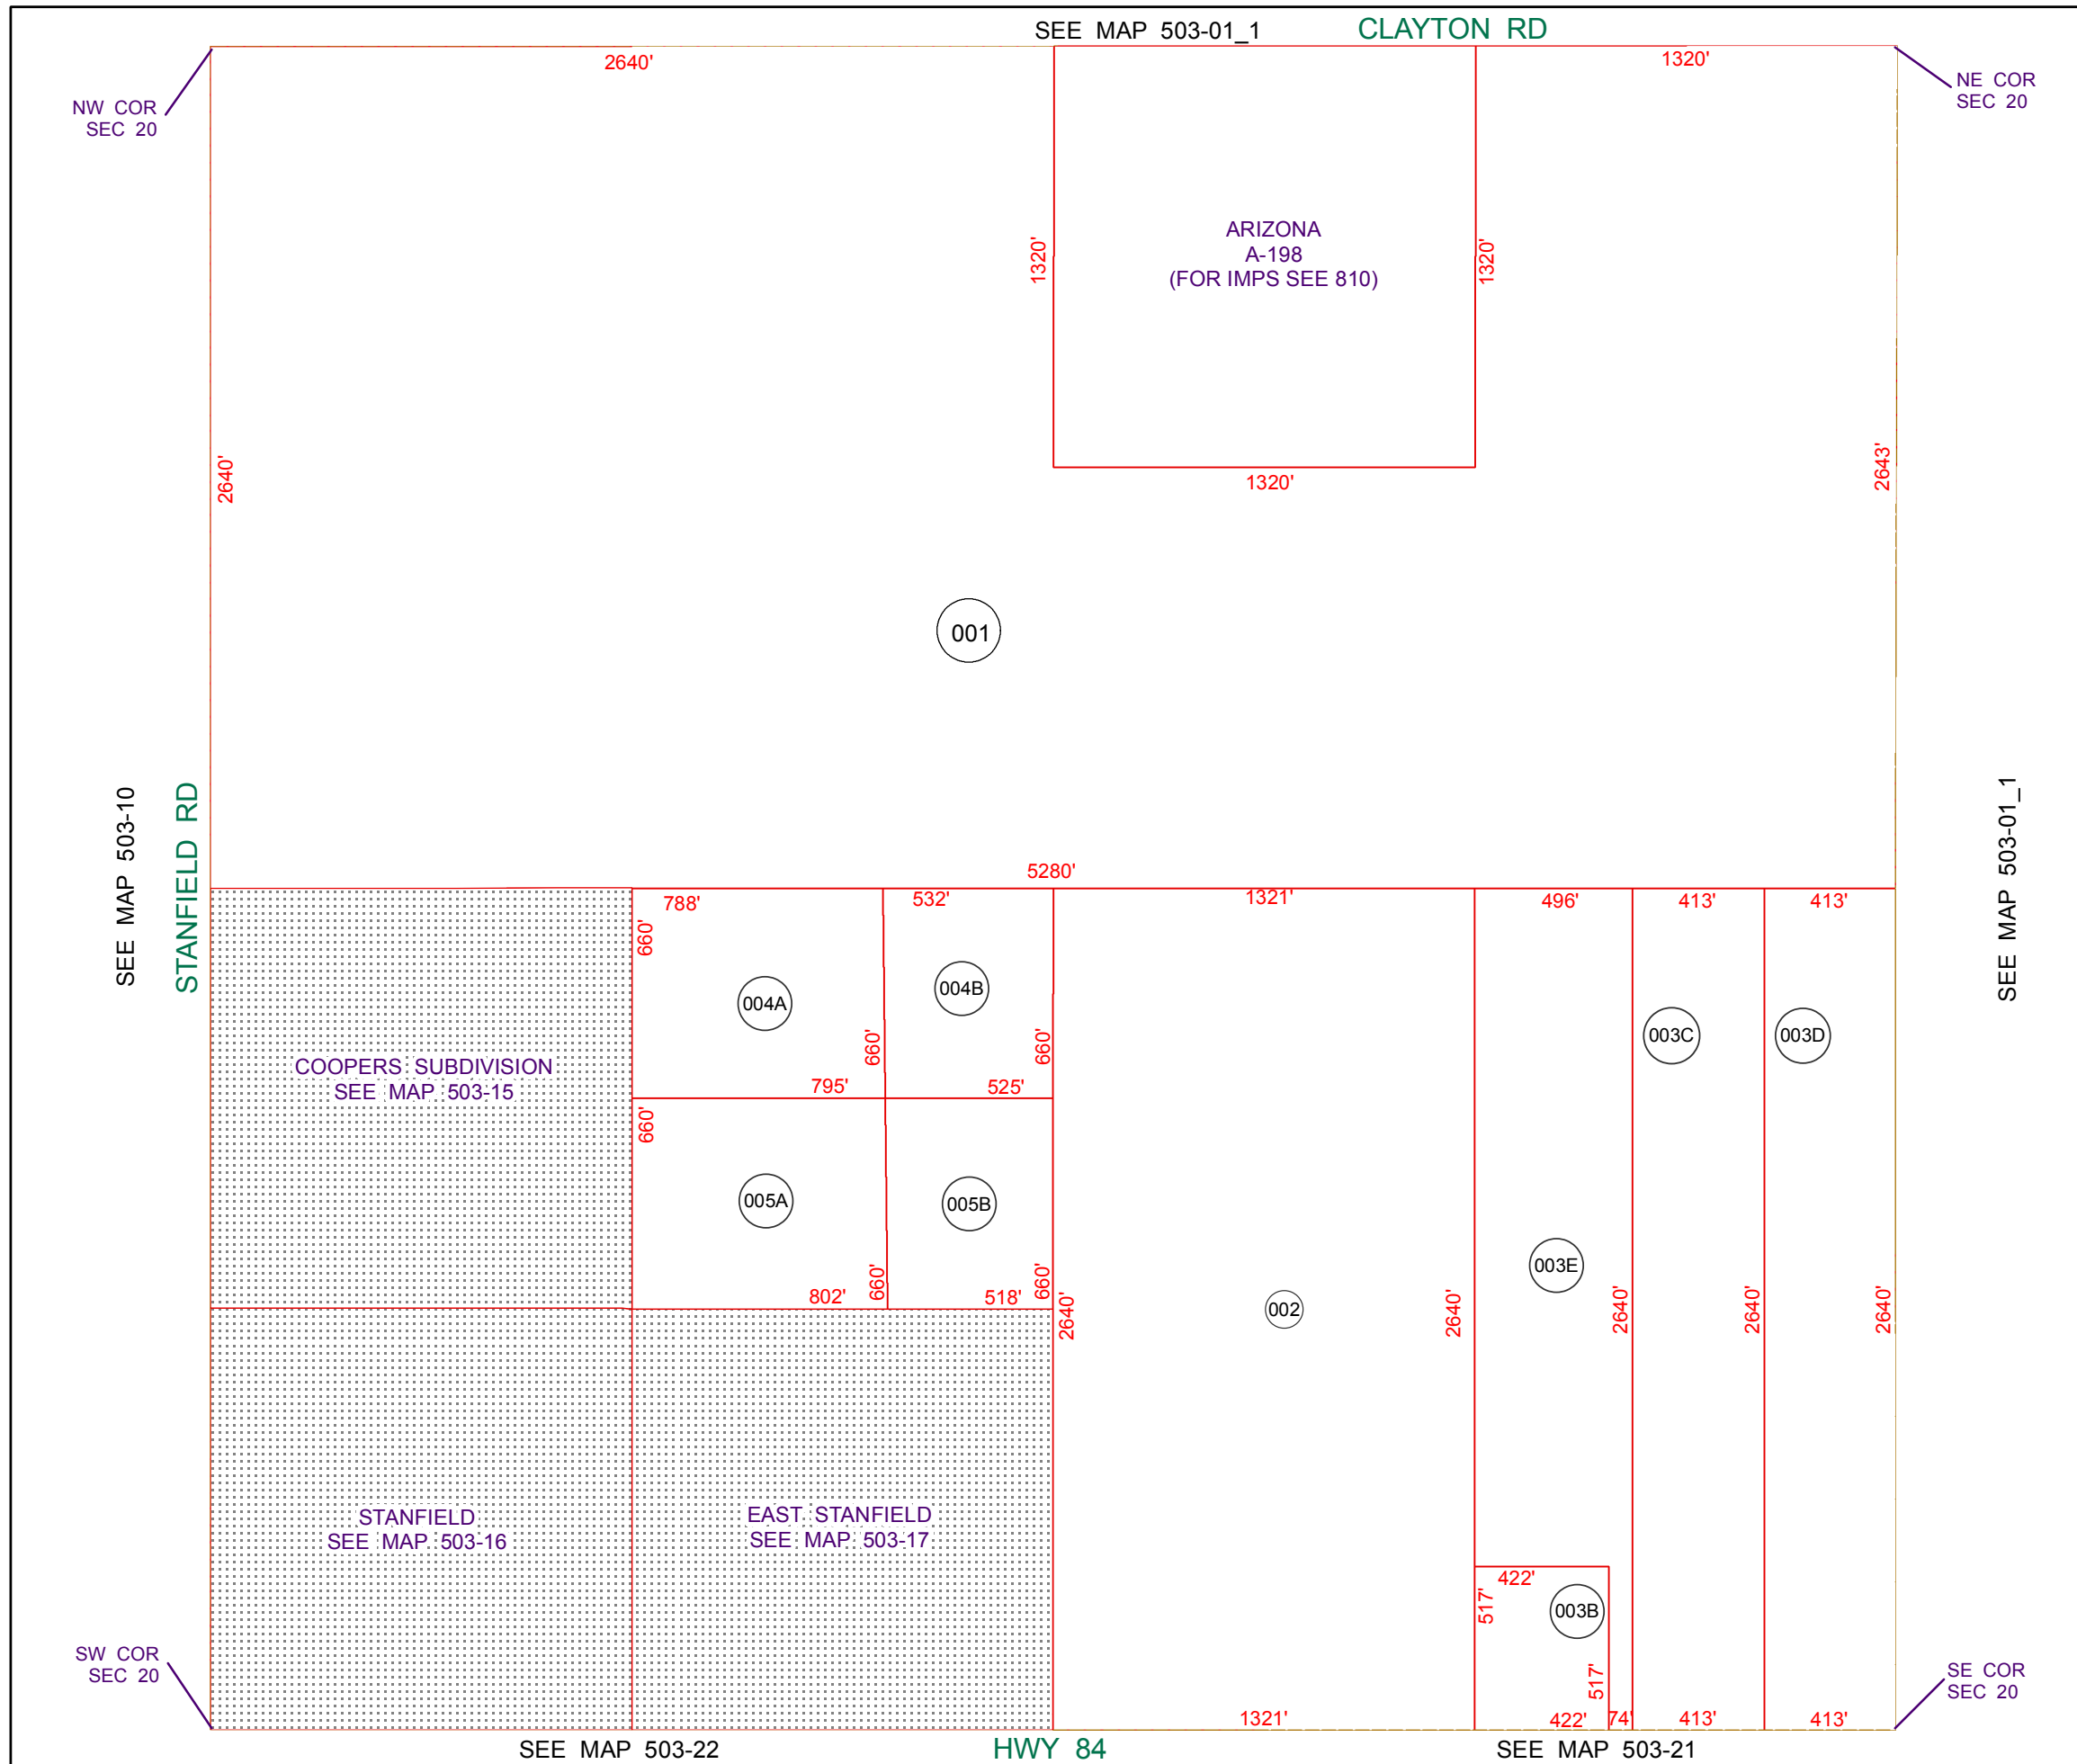 SEE MAP 503-01_1
CLAYTON RD
2640'
1320'
NW COR
SEC 20
NE COR
SEC 20
ARIZONA
A-198
(FOR IMPS SEE 810)
1320'
1320'
1320'
2640'
2643'
001
SEE MAP 503-10
STANFIELD RD
SEE MAP 503-01_1
5280'
788'
532'
1321'
496'
413'
413'
660'
004A
004B
003C
003D
660'
660'
COOPERS SUBDIVISION
SEE MAP 503-15
795'
525'
660'
005A
005B
003E
660'
660'
802'
518'
2640'
002
2640'
2640'
2640'
2640'
STANFIELD
SEE MAP 503-16
EAST STANFIELD
SEE MAP 503-17
422'
517'
003B
517'
SW COR
SEC 20
SE COR
SEC 20
1321'
422'
74'
413'
413'
SEE MAP 503-22
HWY 84
SEE MAP 503-21